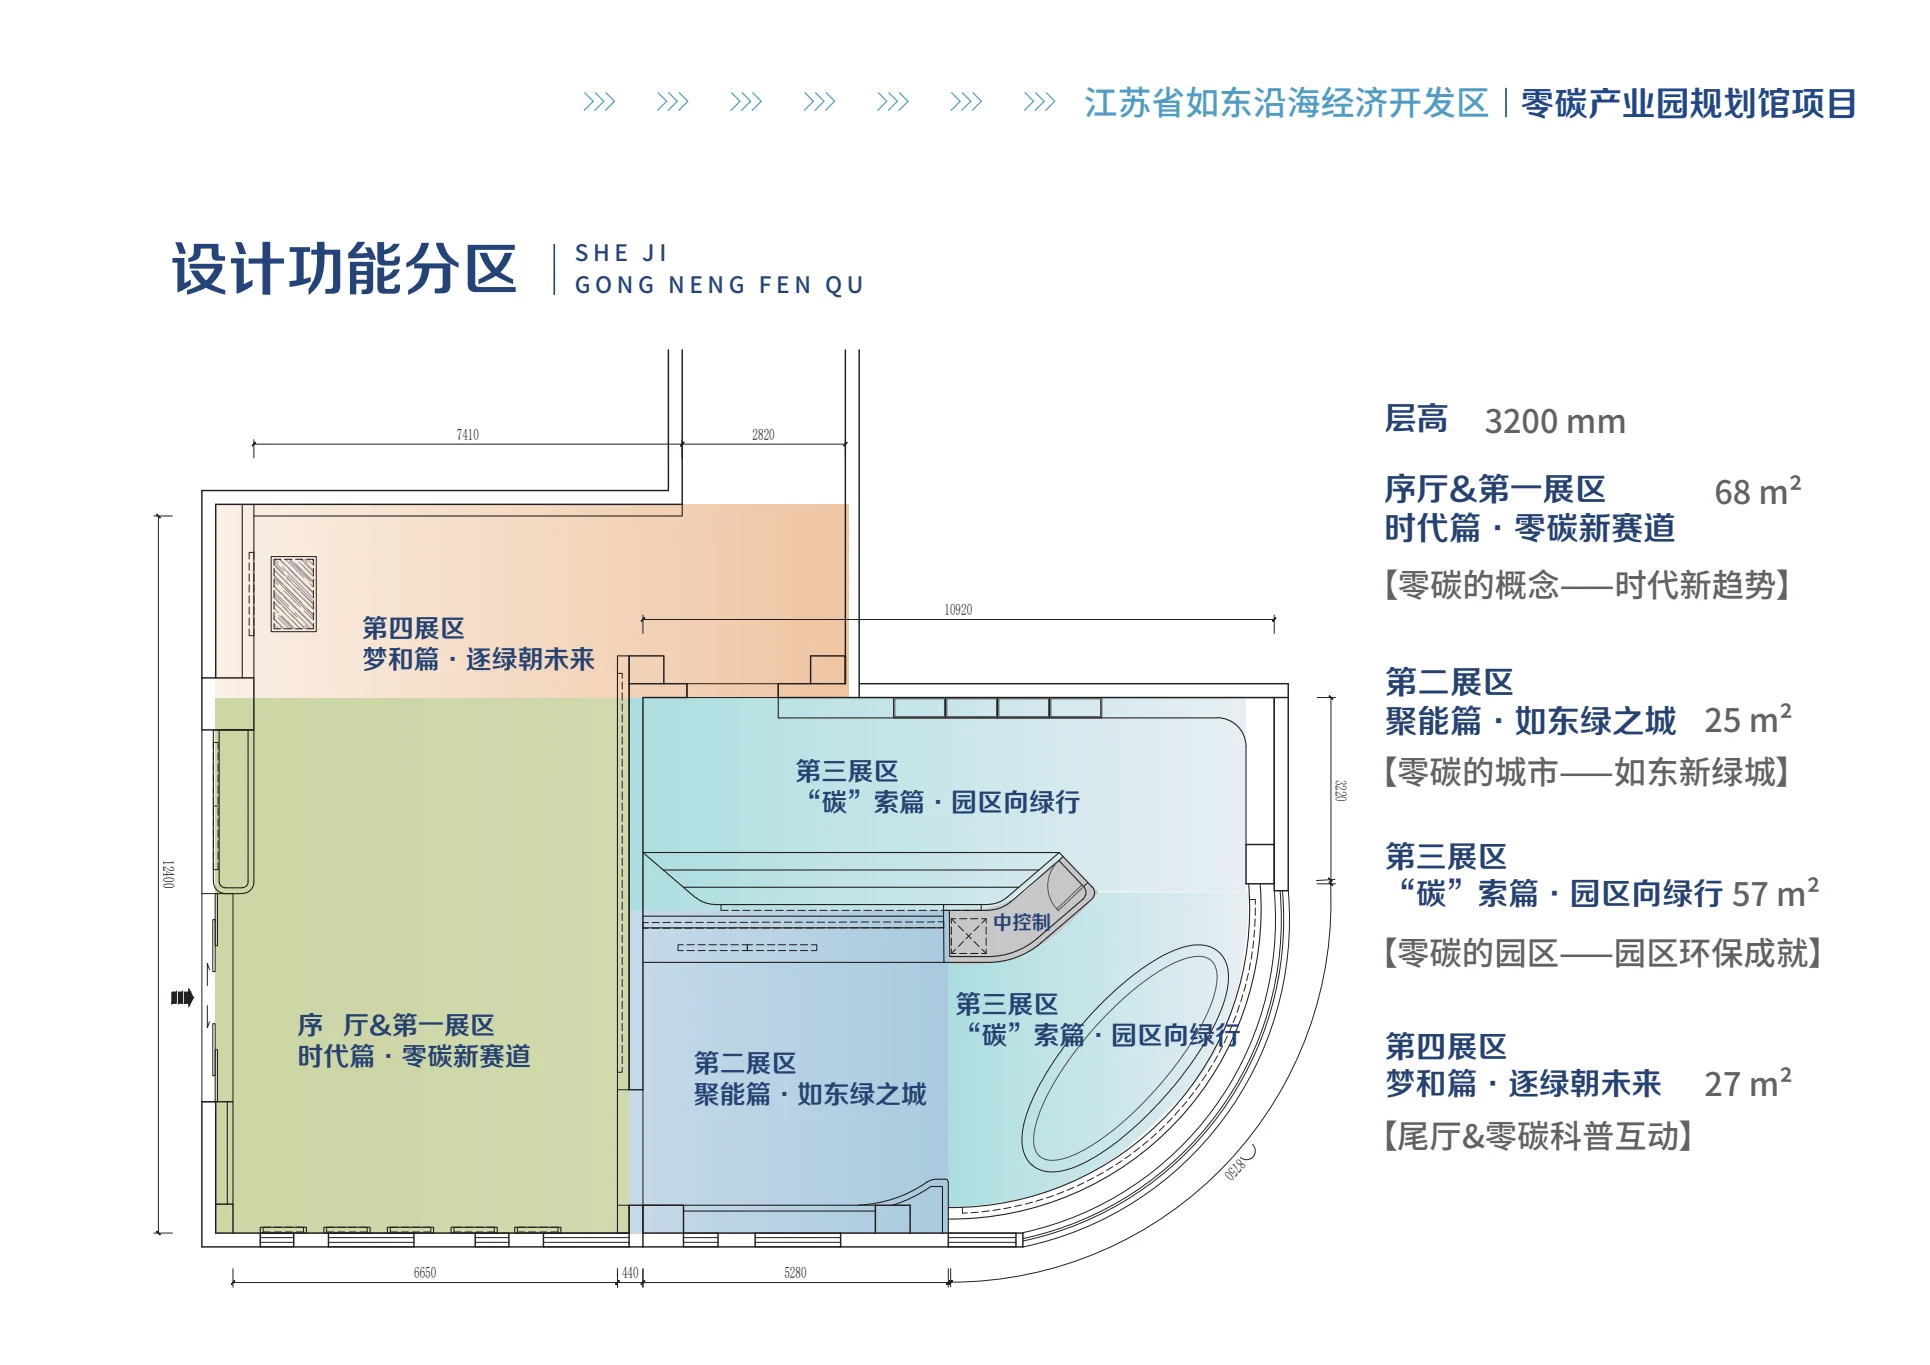 江苏省如东沿海经济开发区|零碳产业园规划馆项目
设计功能分区
SHE JI
GONG NENG FEN QU
7410
2820
10920
3220
12400
8750
6650
440
5280
第四展区
梦和篇·逐绿朝未来
第三展区
“碳”索篇·园区向绿行
中控制
第三展区
“碳”索篇·园区向绿行
序 厅&第一展区
时代篇·零碳新赛道
第二展区
聚能篇·如东绿之城
层高 3200 mm
序厅&第一展区 68 m²
时代篇·零碳新赛道
【零碳的概念——时代新趋势】
第二展区
聚能篇·如东绿之城 25 m²
【零碳的城市——如东新绿城】
第三展区
“碳”索篇·园区向绿行 57 m²
【零碳的园区——园区环保成就】
第四展区
梦和篇·逐绿朝未来 27 m²
【尾厅&零碳科普互动】